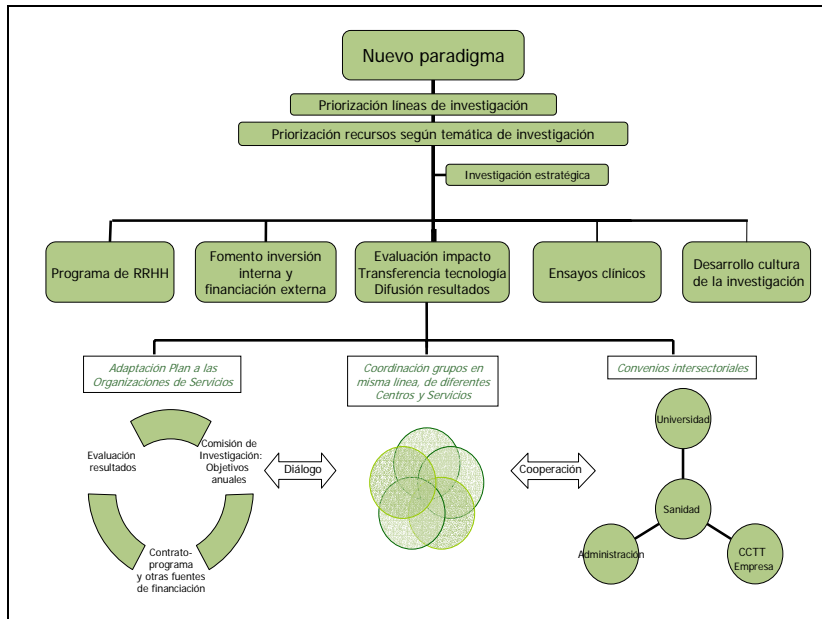 Nuevo paradigma
Priorización líneas de investigación
Priorización recursos según temática de investigación
Investigación estratégica
Programa de RRHH
Fomento inversión
interna y
financiación externa
Evaluación impacto
Transferencia tecnología
Difusión resultados
Ensayos clínicos
Desarrollo cultura
de la investigación
Adaptación Plan a las
Organizaciones de Servicios
Coordinación grupos en
misma línea, de diferentes
Centros y Servicios
Convenios intersectoriales
Evaluación
resultados
Comisión de
Investigación:
Objetivos
anuales
Contrato-
programa
y otras fuentes
de financiación
Diálogo
Cooperación
Universidad
Sanidad
Administración
CCTT
Empresa